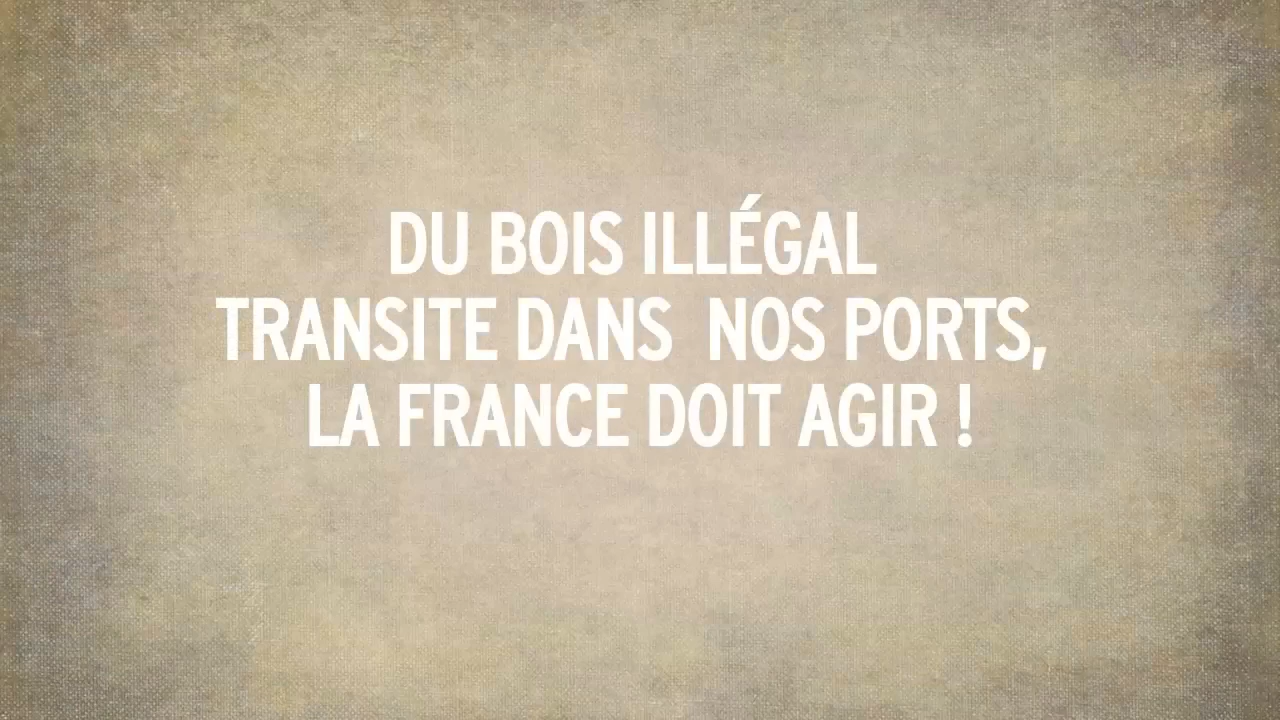 DU BOIS ILLÉGAL
TRANSITE DANS  NOS PORTS,
LA FRANCE DOIT AGIR !